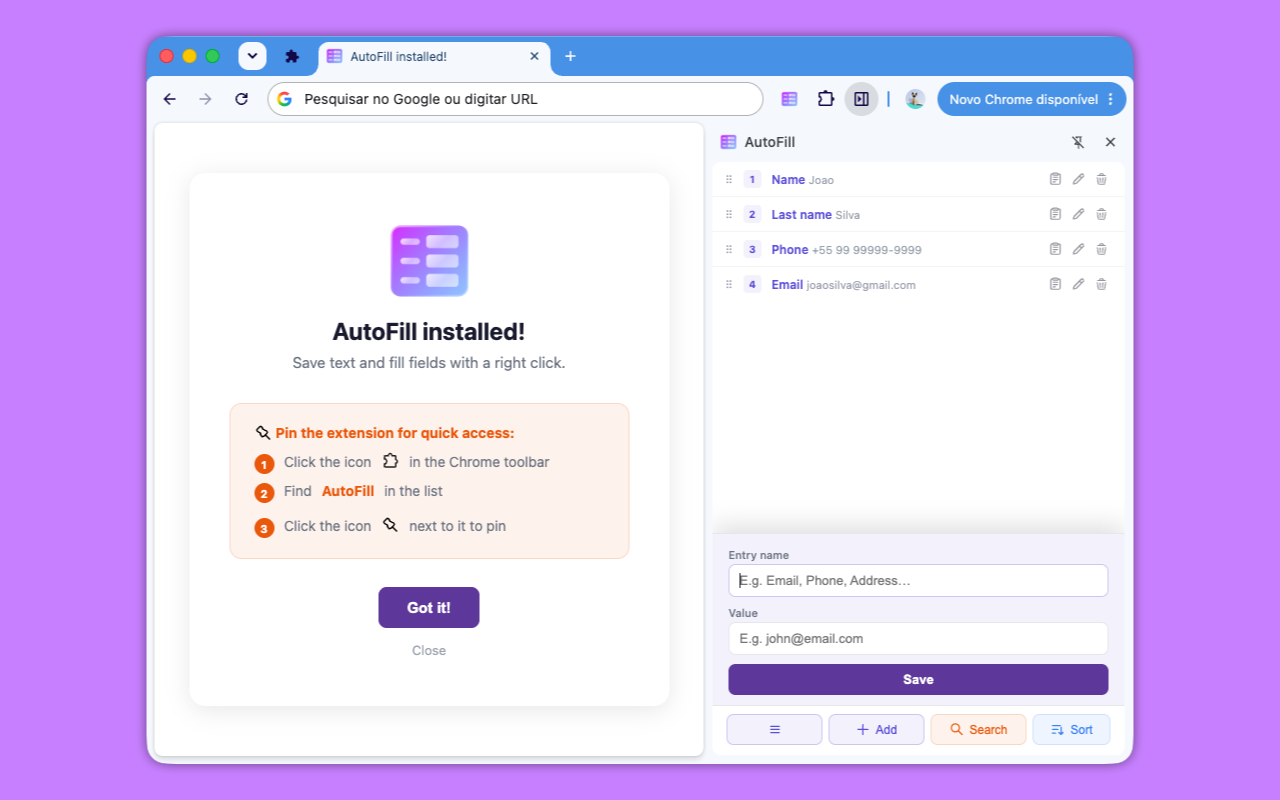 AutoFill installed!
Pesquisar no Google ou digitar URL
Novo Chrome disponível
AutoFill installed!
Save text and fill fields with a right click.
Pin the extension for quick access:
1 Click the icon in the Chrome toolbar
2 Find AutoFill in the list
3 Click the icon next to it to pin
Got it!
Close
AutoFill
1 Name Joao
2 Last name Silva
3 Phone +55 99 99999-9999
4 Email joaosilva@gmail.com
Entry name
E.g. Email, Phone, Address…
Value
E.g. john@email.com
Save
Add Search Sort